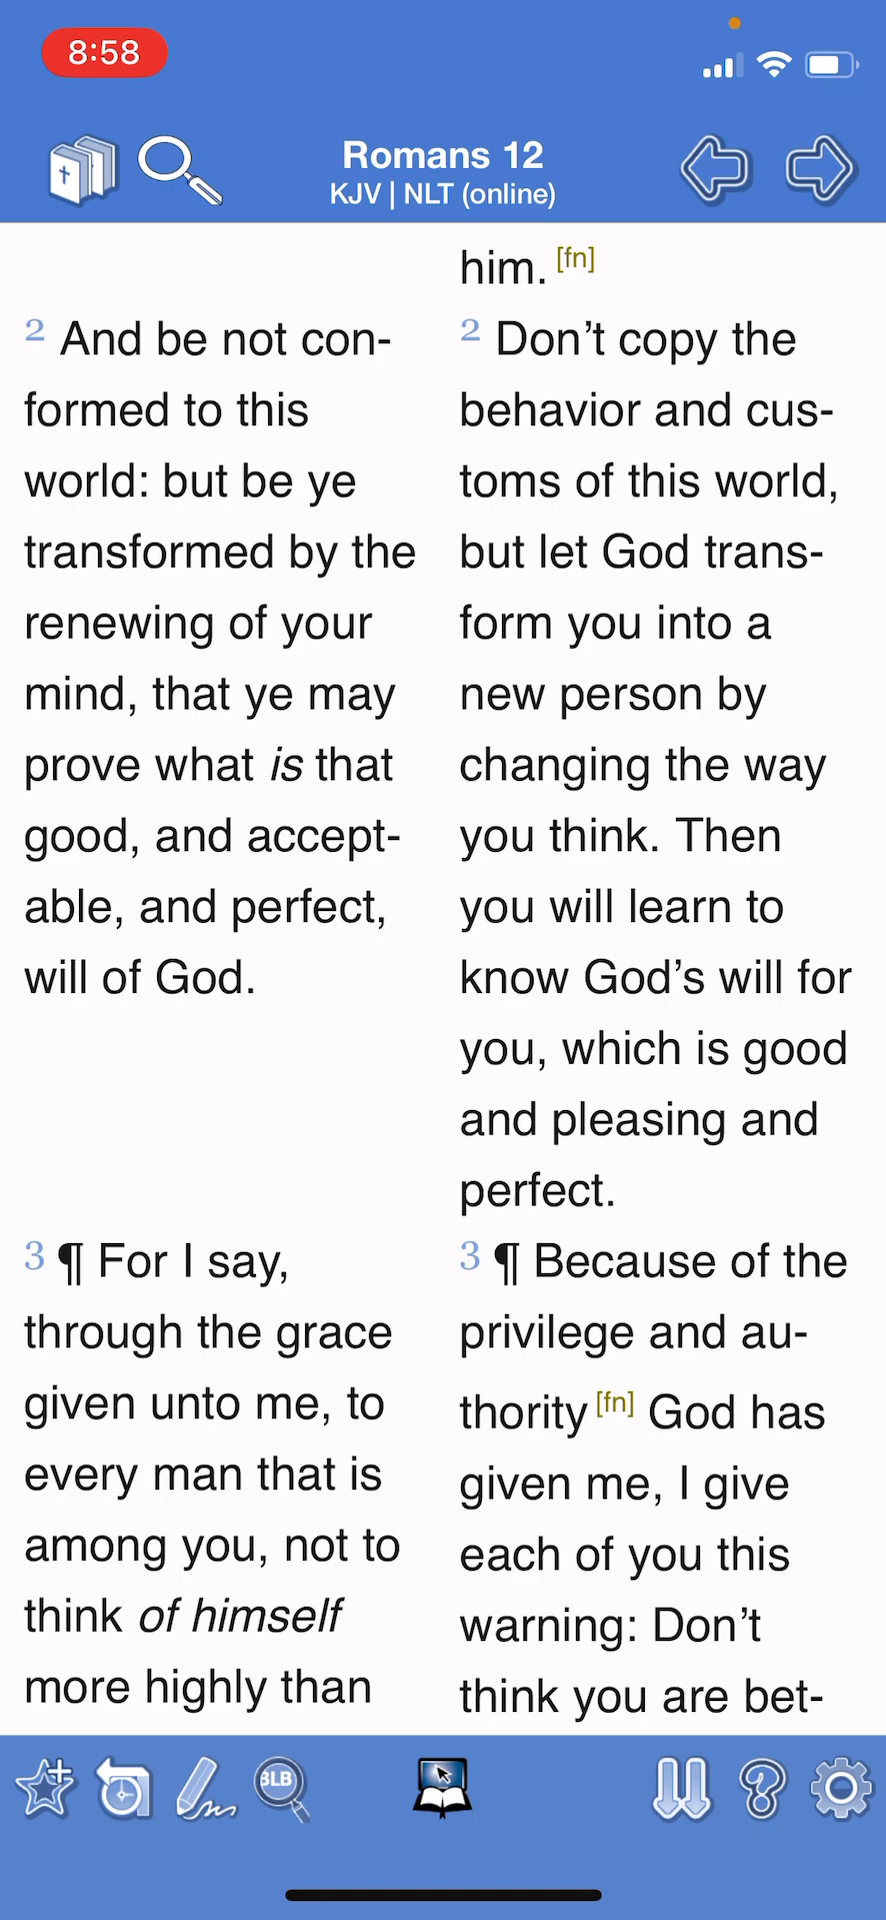 8:58
Romans 12
KJV | NLT (online)
2 And be not con-
formed to this
world: but be ye
transformed by the
renewing of your
mind, that ye may
prove what is that
good, and accept-
able, and perfect,
will of God.
3 ¶ For I say,
through the grace
given unto me, to
every man that is
among you, not to
think of himself
more highly than
him. [fn]
2 Don’t copy the
behavior and cus-
toms of this world,
but let God trans-
form you into a
new person by
changing the way
you think. Then
you will learn to
know God’s will for
you, which is good
and pleasing and
perfect.
3 ¶ Because of the
privilege and au-
thority [fn] God has
given me, I give
each of you this
warning: Don’t
think you are bet-
BLB